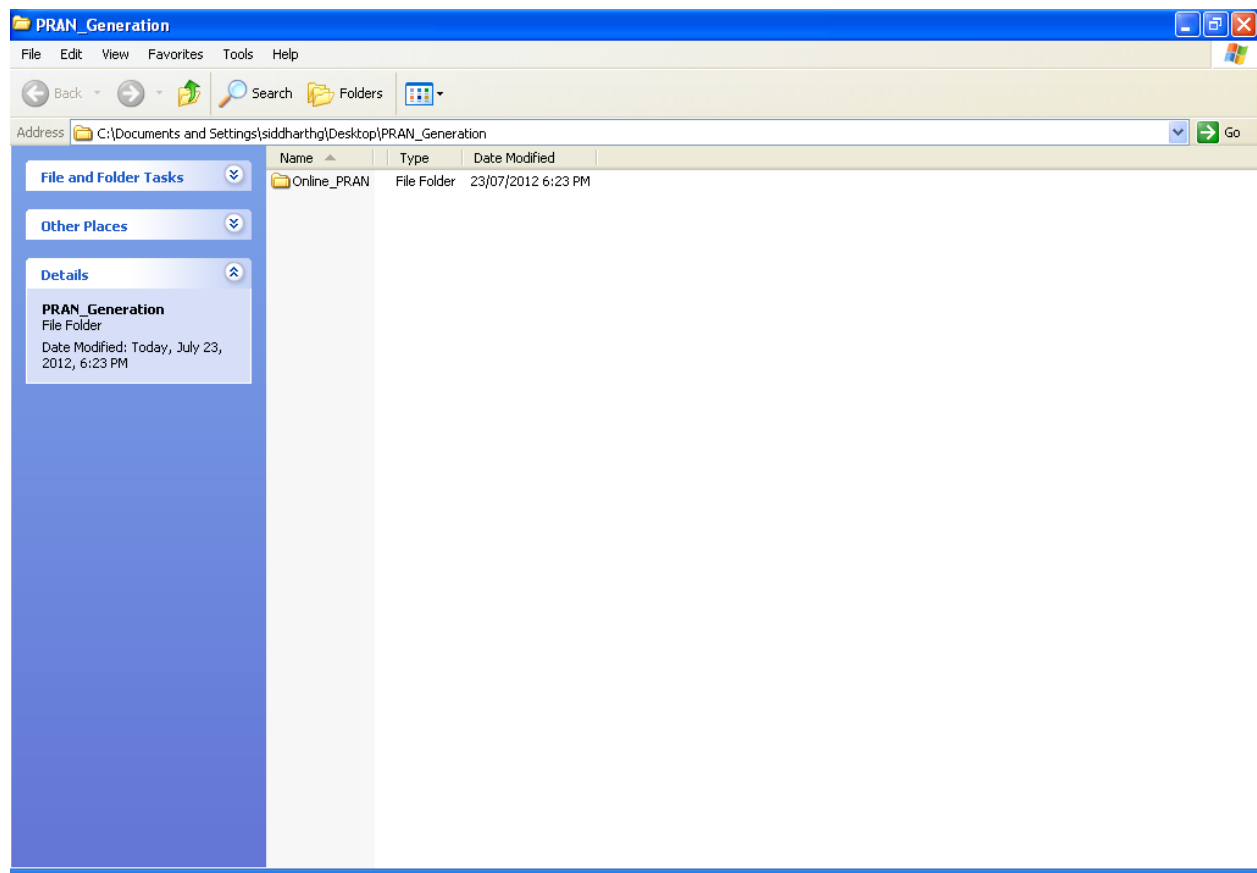 PRAN_Generation
File Edit View Favorites Tools Help
Back Search Folders
Address C:\Documents and Settings\siddharthg\Desktop\PRAN_Generation Go
File and Folder Tasks
Other Places
Details
PRAN_Generation
File Folder
Date Modified: Today, July 23,
2012, 6:23 PM
Name Type Date Modified
Online_PRAN File Folder 23/07/2012 6:23 PM